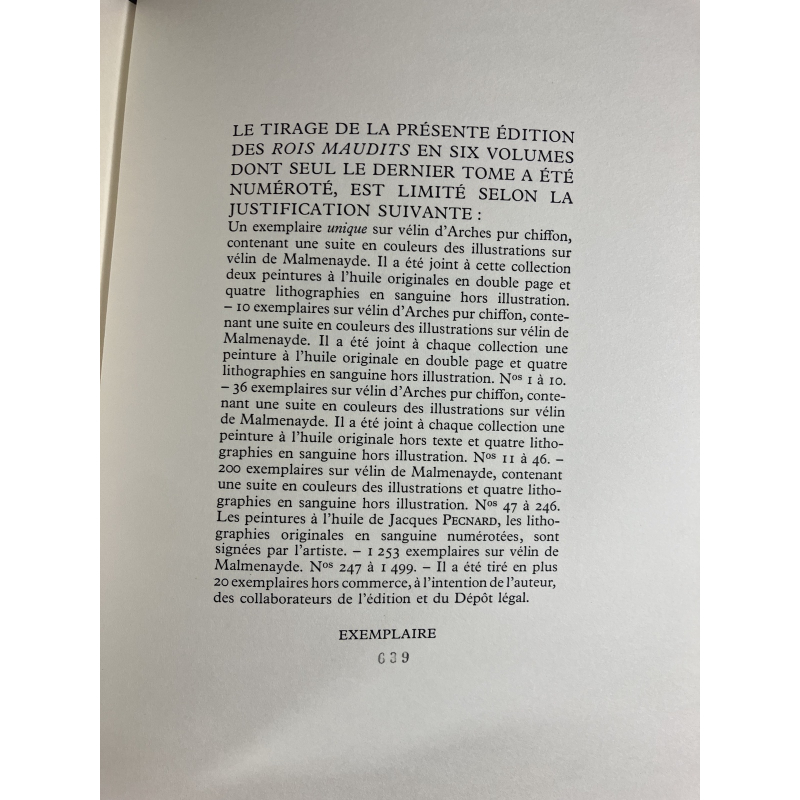 LE TIRAGE DE LA PRÉSENTE ÉDITION
DES ROIS MAUDITS EN SIX VOLUMES
DONT SEUL LE DERNIER TOME A ÉTÉ
NUMÉROTÉ, EST LIMITÉ SELON LA
JUSTIFICATION SUIVANTE :
Un exemplaire unique sur vélin d'Arches pur chiffon,
contenant une suite en couleurs des illustrations sur
vélin de Malmenayde. Il a été joint à cette collection
deux peintures à l'huile originales en double page et
quatre lithographies en sanguine hors illustration.
– 10 exemplaires sur vélin d'Arches pur chiffon, conte-
nant une suite en couleurs des illustrations sur vélin de
Malmenayde. Il a été joint à chaque collection une
peinture à l'huile originale en double page et quatre
lithographies en sanguine hors illustration. Nos 1 à 10.
– 36 exemplaires sur vélin d'Arches pur chiffon, conte-
nant une suite en couleurs des illustrations sur vélin
de Malmenayde. Il a été joint à chaque collection une
peinture à l'huile originale hors texte et quatre litho-
graphies en sanguine hors illustration. Nos 11 à 46. –
200 exemplaires sur vélin de Malmenayde, contenant
une suite en couleurs des illustrations et quatre litho-
graphies en sanguine hors illustration. Nos 47 à 246.
Les peintures à l'huile de Jacques PECNARD, les litho-
graphies originales en sanguine numérotées, sont
signées par l'artiste. – 1 253 exemplaires sur vélin de
Malmenayde. Nos 247 à 1 499. – Il a été tiré en plus
20 exemplaires hors commerce, à l'intention de l'auteur,
des collaborateurs de l'édition et du Dépôt légal.
EXEMPLAIRE
639